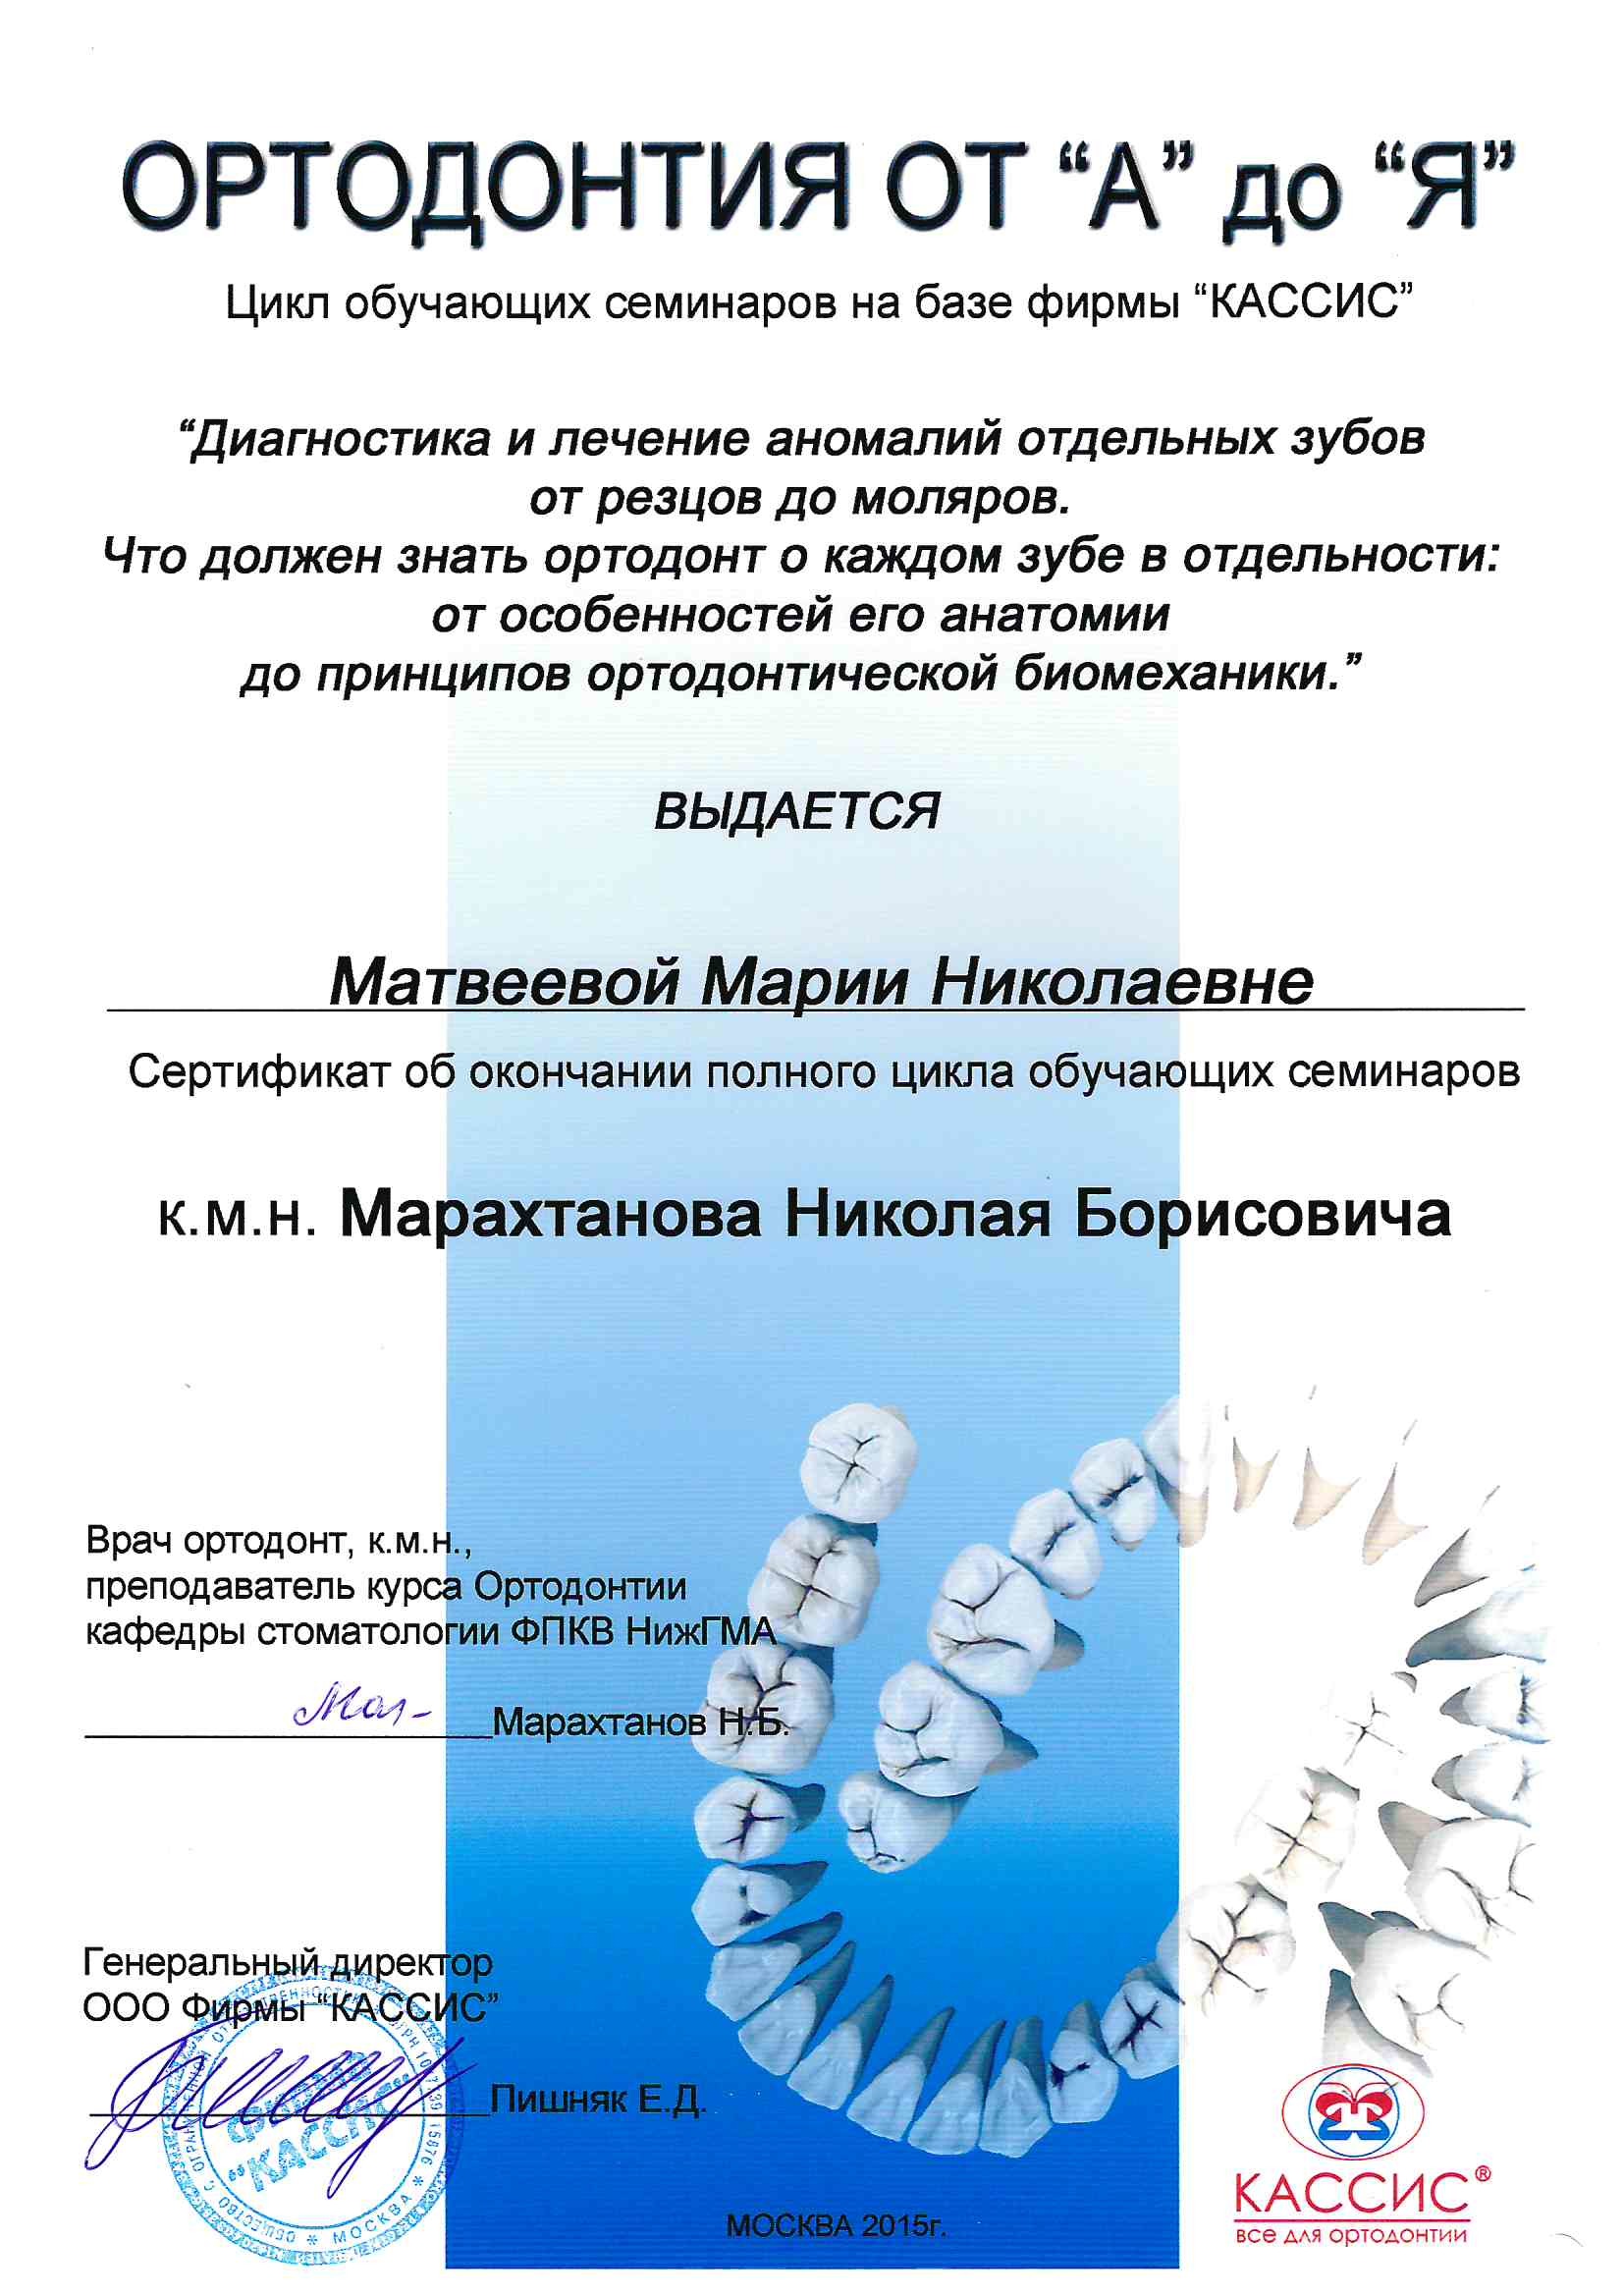 ОРТОДОНТИЯ ОТ “А” до “Я”
Цикл обучающих семинаров на базе фирмы “КАССИС”
“Диагностика и лечение аномалий отдельных зубов
от резцов до моляров.
Что должен знать ортодонт о каждом зубе в отдельности:
от особенностей его анатомии
до принципов ортодонтической биомеханики.”
ВЫДАЕТСЯ
Матвеевой Марии Николаевне
Сертификат об окончании полного цикла обучающих семинаров
к.м.н. Марахтанова Николая Борисовича
Врач ортодонт, к.м.н.,
преподаватель курса Ортодонтии
кафедры стоматологии ФПКВ НижГМА
Марахтанов Н.Б.
Генеральный директор
ООО Фирмы “КАССИС”
Пишняк Е.Д.
ФИРМА
“КАССИС”
МОСКВА
КАССИС®
все для ортодонтии
МОСКВА 2015г.